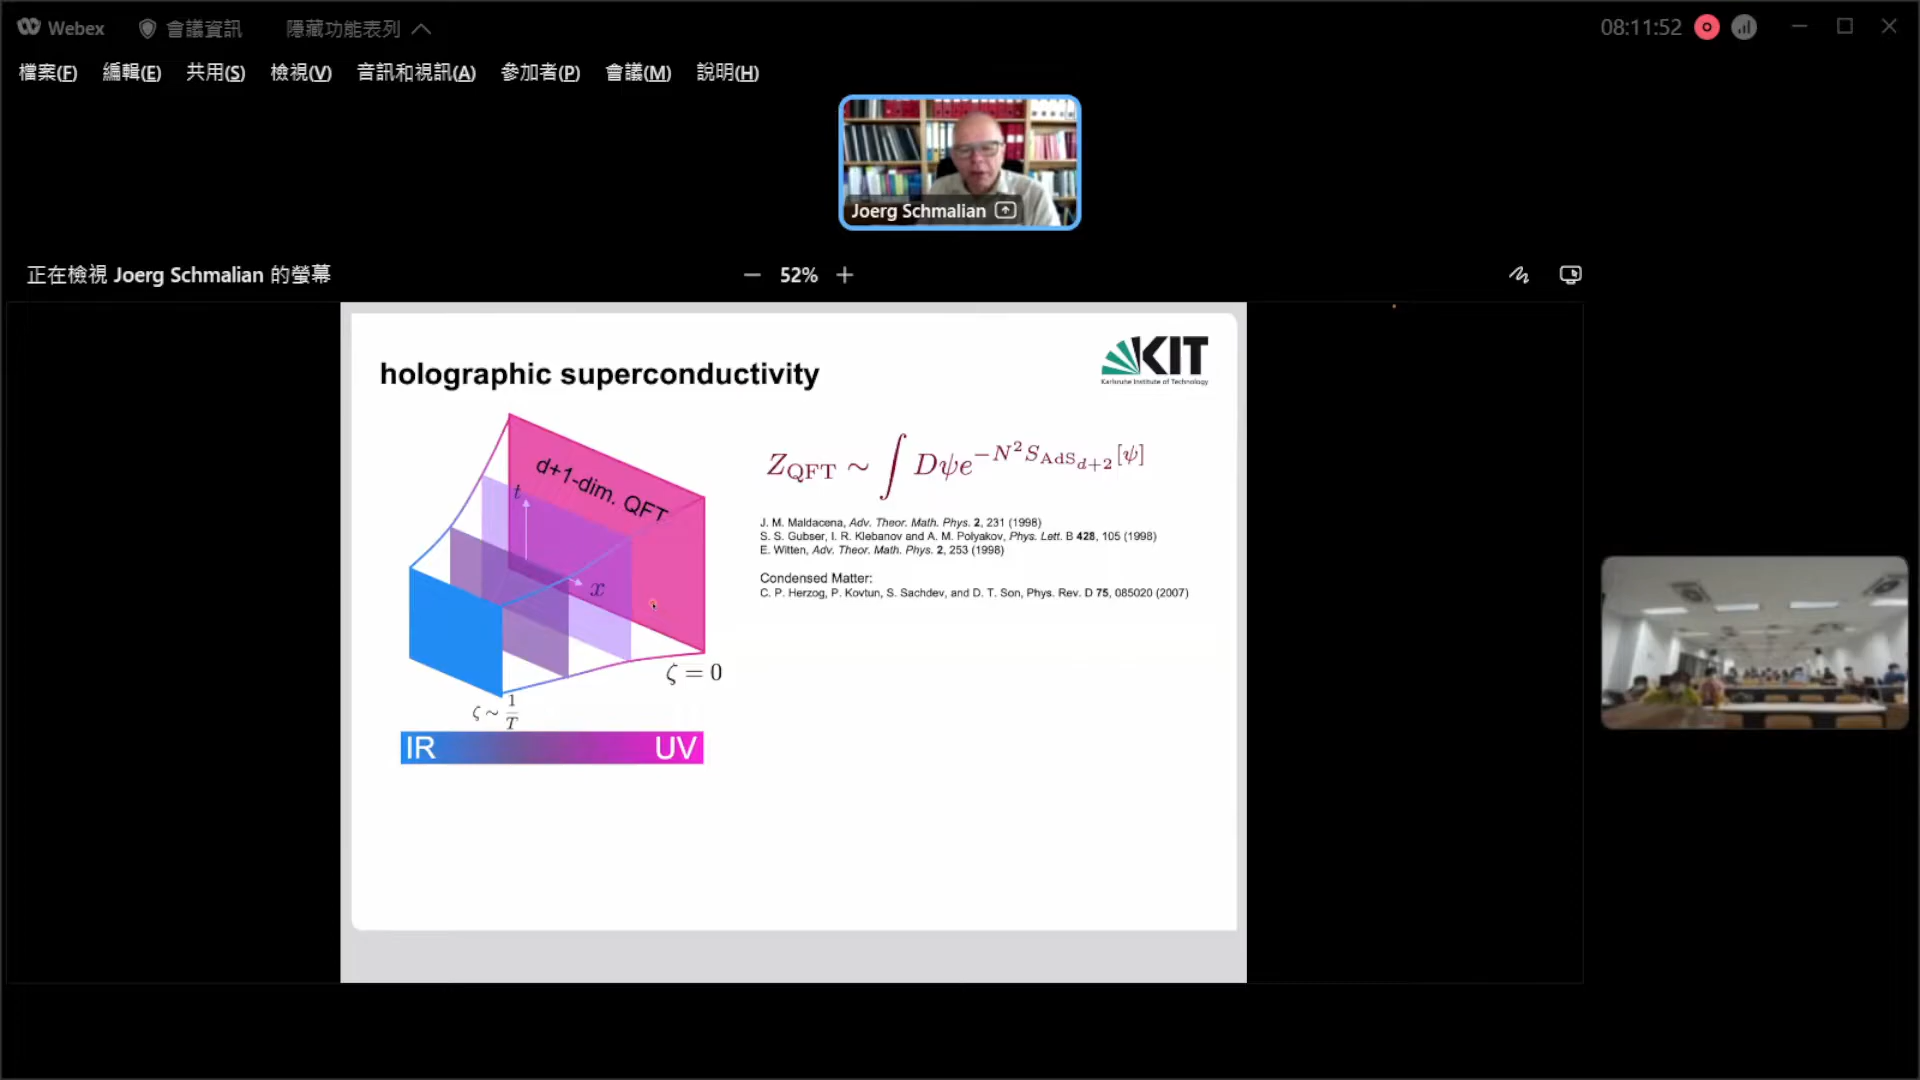 Webex 會議資訊 隱藏功能表列 08:11:52
檔案(F) 編輯(E) 共用(S) 檢視(V) 音訊和視訊(A) 參加者(P) 會議(M) 說明(H)
Joerg Schmalian
正在檢視 Joerg Schmalian 的螢幕 52%
holographic superconductivity
KIT
Karlsruhe Institute of Technology
d+1-dim. QFT
t
x
ζ = 0
ζ ~ 1/T
IR UV
Z_QFT ~ ∫ Dψe^{-N² S_{AdS_{d+2}}[ψ]}
J. M. Maldacena, Adv. Theor. Math. Phys. 2, 231 (1998)
S. S. Gubser, I. R. Klebanov and A. M. Polyakov, Phys. Lett. B 428, 105 (1998)
E. Witten, Adv. Theor. Math. Phys. 2, 253 (1998)
Condensed Matter:
C. P. Herzog, P. Kovtun, S. Sachdev, and D. T. Son, Phys. Rev. D 75, 085020 (2007)